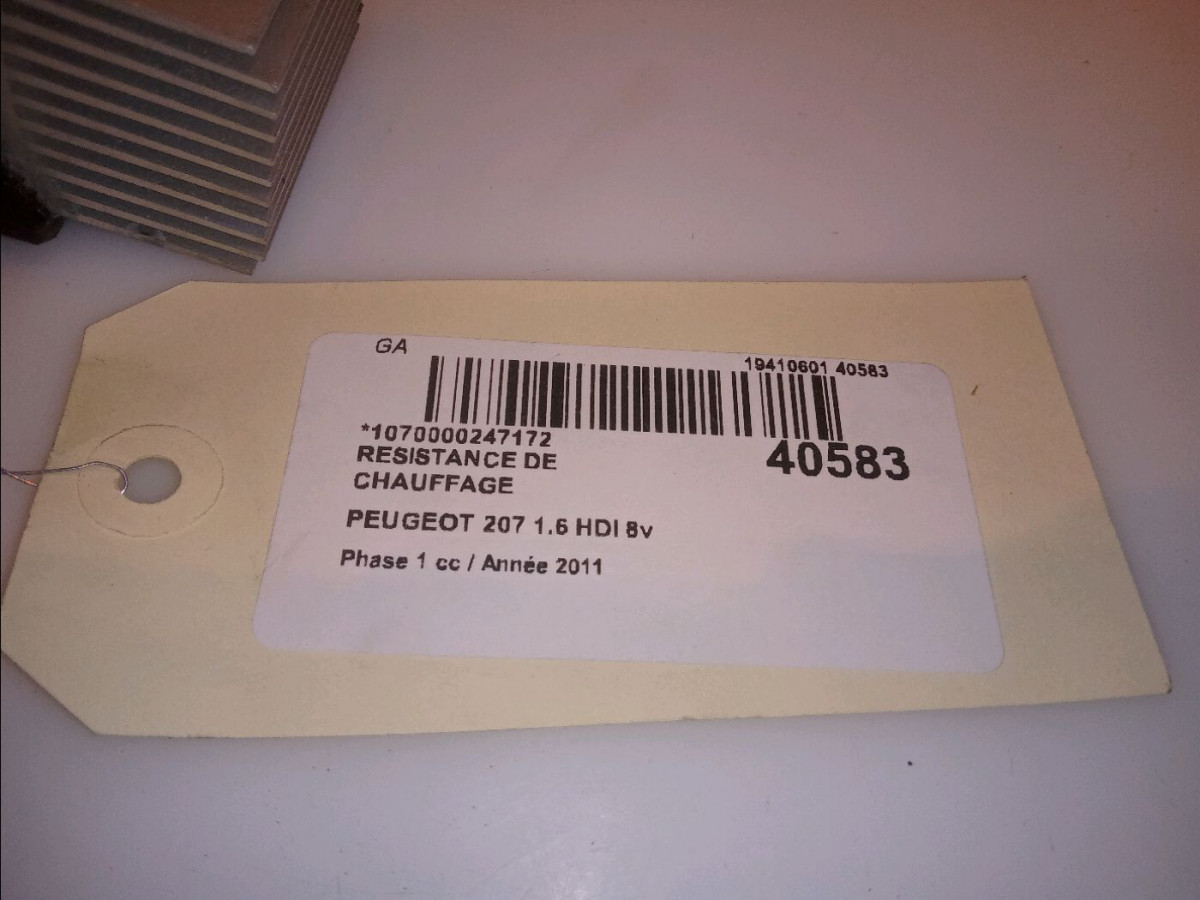 GA
19410601 40583
*1070000247172
40583
RESISTANCE DE
CHAUFFAGE
PEUGEOT 207 1.6 HDI 8v
Phase 1 cc / Année 2011